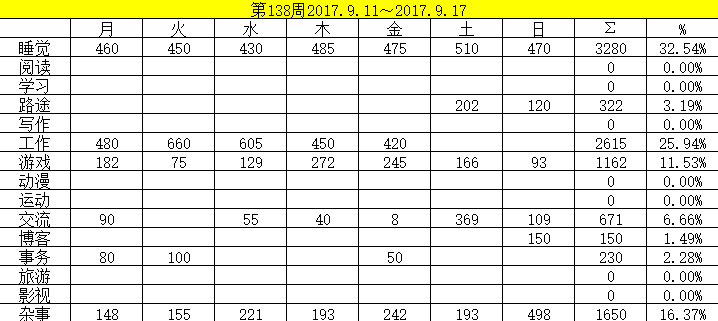 第138周2017.9.11～2017.9.17
月 火 水 木 金 土 日 Σ %
睡觉 460 450 430 485 475 510 470 3280 32.54%
阅读 0 0.00%
学习 0 0.00%
路途 202 120 322 3.19%
写作 0 0.00%
工作 480 660 605 450 420 2615 25.94%
游戏 182 75 129 272 245 166 93 1162 11.53%
动漫 0 0.00%
运动 0 0.00%
交流 90 55 40 8 369 109 671 6.66%
博客 150 150 1.49%
事务 80 100 50 230 2.28%
旅游 0 0.00%
影视 0 0.00%
杂事 148 155 221 193 242 193 498 1650 16.37%